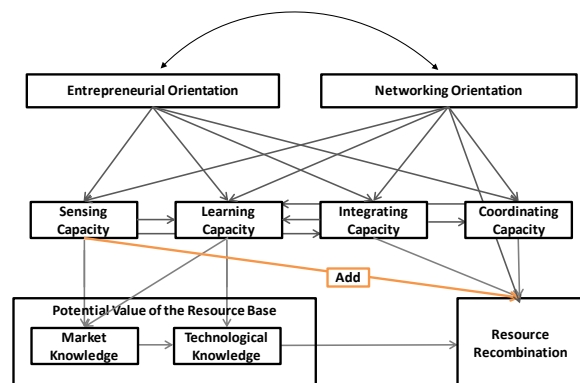 Entrepreneurial Orientation
Networking Orientation
Sensing
Capacity
Learning
Capacity
Integrating
Capacity
Coordinating
Capacity
Add
Potential Value of the Resource Base
Market
Knowledge
Technological
Knowledge
Resource
Recombination